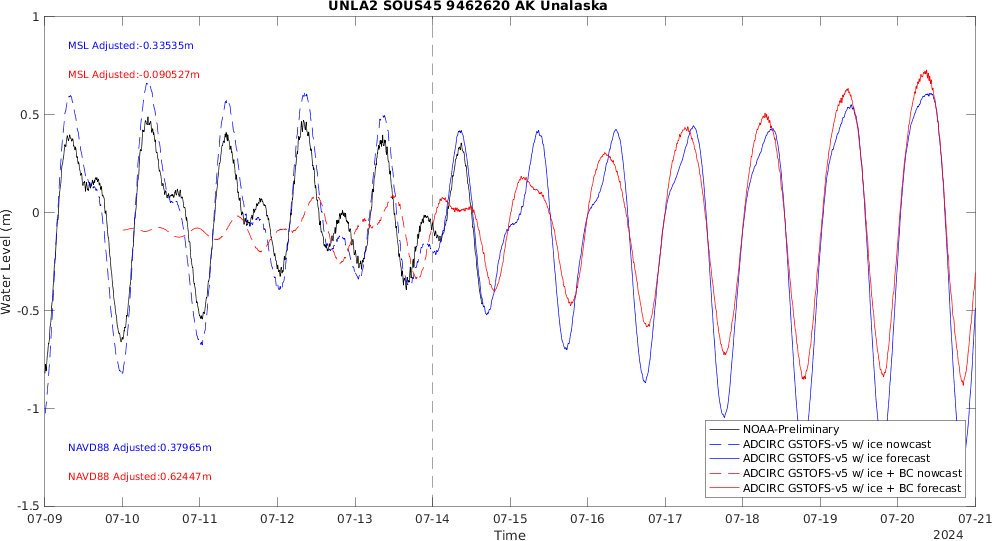 UNLA2 SOUS45 9462620 AK Unalaska
MSL Adjusted:-0.33535m
MSL Adjusted:-0.090527m
NAVD88 Adjusted:0.37965m
NAVD88 Adjusted:0.62447m
Water Level (m)
1
0.5
0
-0.5
-1
-1.5
NOAA-Preliminary
ADCIRC GSTOFS-v5 w/ ice nowcast
ADCIRC GSTOFS-v5 w/ ice forecast
ADCIRC GSTOFS-v5 w/ ice + BC nowcast
ADCIRC GSTOFS-v5 w/ ice + BC forecast
07-09 07-10 07-11 07-12 07-13 07-14 07-15 07-16 07-17 07-18 07-19 07-20 07-21
Time
2024